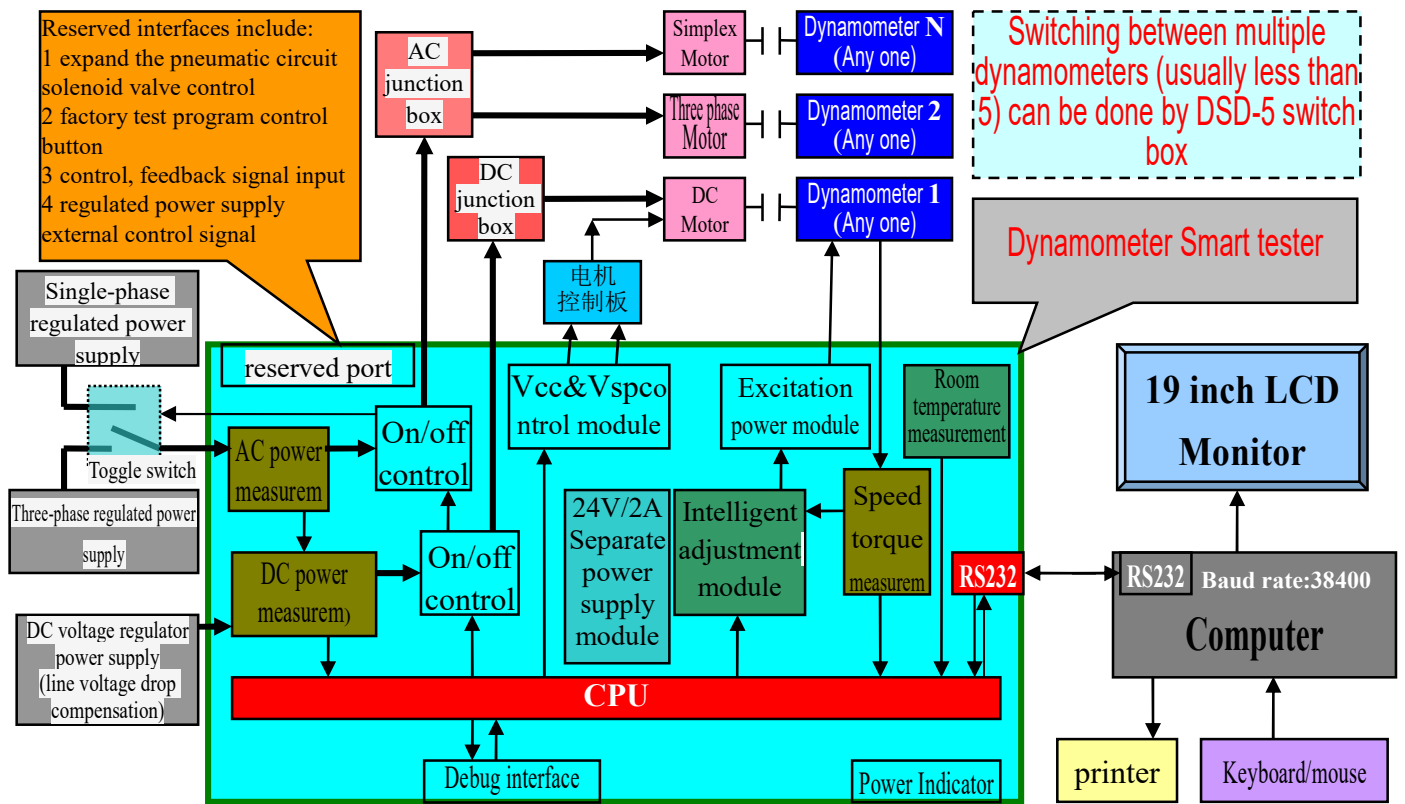 Reserved interfaces include:
1 expand the pneumatic circuit
solenoid valve control
2 factory test program control
button
3 control, feedback signal input
4 regulated power supply
external control signal
AC
junction
box
DC
junction
box
Simplex
Motor
Three phase
Motor
DC
Motor
Dynamometer N
(Any one)
Dynamometer 2
(Any one)
Dynamometer 1
(Any one)
Switching between multiple
dynamometers (usually less than
5) can be done by DSD-5 switch
box
Dynamometer Smart tester
电机
控制板
Single-phase
regulated power
supply
Toggle switch
Three-phase regulated power
supply
DC voltage regulator
power supply
(line voltage drop
compensation)
reserved port
AC power
measurem
DC power
measurem)
On/off
control
On/off
control
Vcc&Vspco
ntrol module
Excitation
power module
Room
temperature
measurement
24V/2A
Separate
power
supply
module
Intelligent
adjustment
module
Speed
torque
measurem
RS232
CPU
Debug interface
Power Indicator
19 inch LCD
Monitor
RS232
Baud rate:38400
Computer
printer
Keyboard/mouse